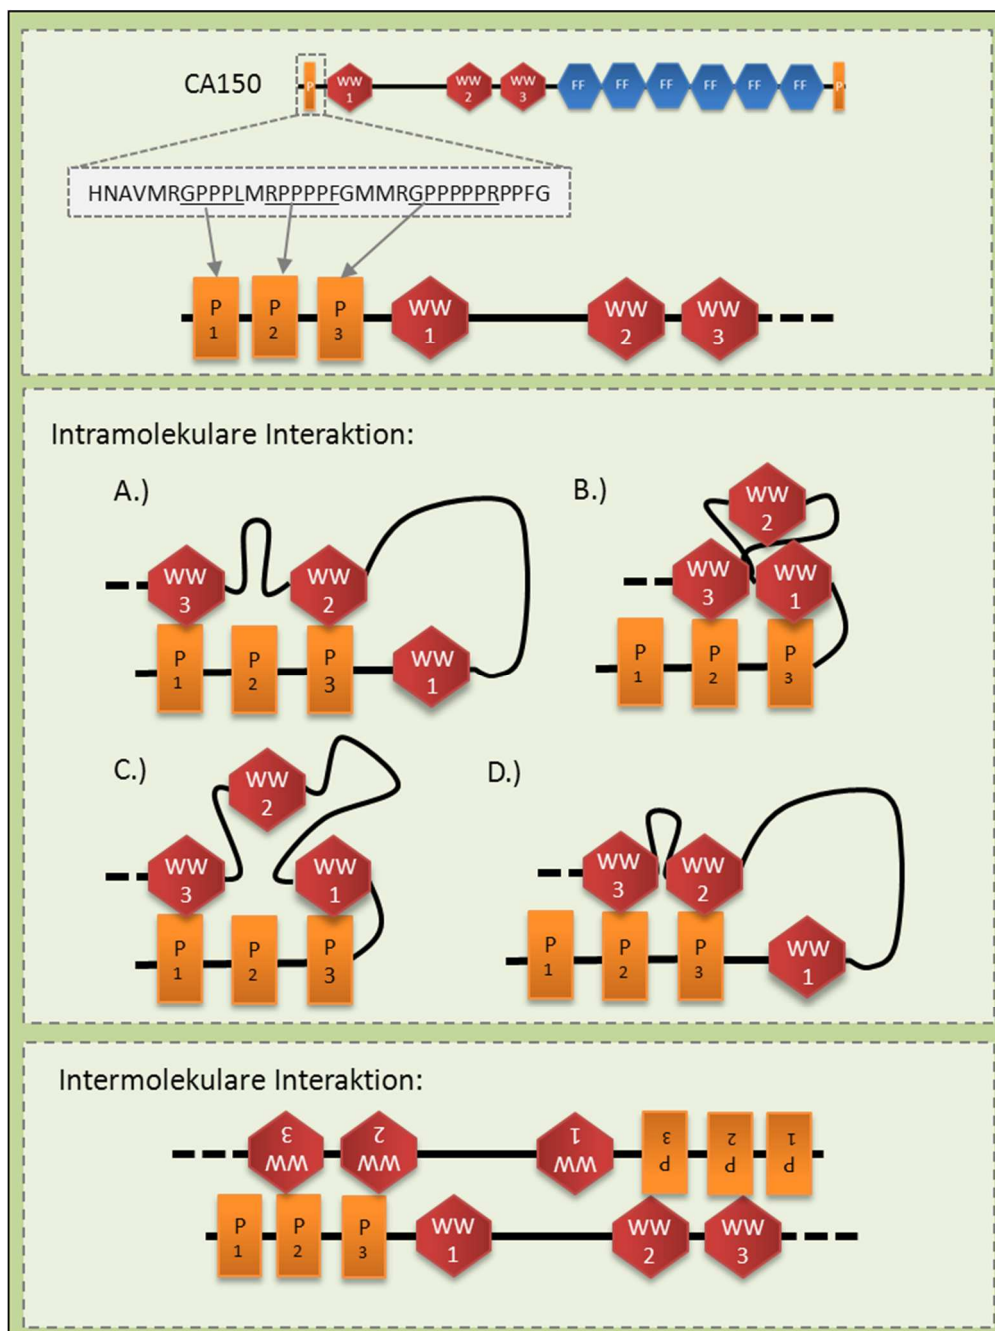 CA150
P WW WW WW FF FF FF FF FF FF P
1 2 3
HNAVMRGPPPLMRPPPPFGMMRGPPPPPRPPFG
P P P WW WW WW
1 2 3 1 2 3
Intramolekulare Interaktion:
A.)
WW WW
3 2
P P P WW
1 2 3 1
B.)
WW
2
WW WW
3 1
P P P
1 2 3
C.)
WW
2
WW WW
3 1
P P P
1 2 3
D.)
WW WW
3 2
P P P WW
1 2 3 1
Intermolekulare Interaktion:
3 2 1 3 2 1
WW WW WW P P P
P P P WW WW WW
1 2 3 1 2 3